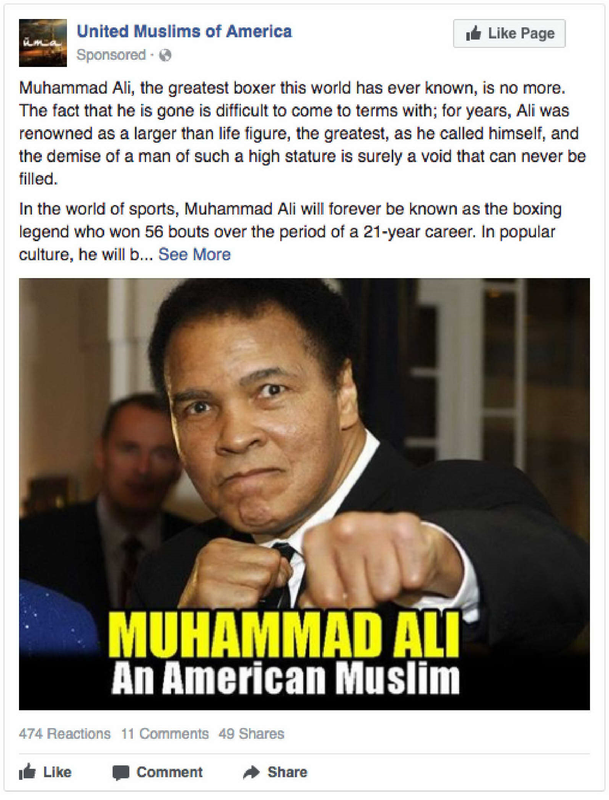 uma
United Muslims of America
Like Page
Sponsored ·
Muhammad Ali, the greatest boxer this world has ever known, is no more.
The fact that he is gone is difficult to come to terms with; for years, Ali was
renowned as a larger than life figure, the greatest, as he called himself, and
the demise of a man of such a high stature is surely a void that can never be
filled.
In the world of sports, Muhammad Ali will forever be known as the boxing
legend who won 56 bouts over the period of a 21-year career. In popular
culture, he will b... See More
MUHAMMAD ALI
An American Muslim
474 Reactions 11 Comments 49 Shares
Like Comment Share